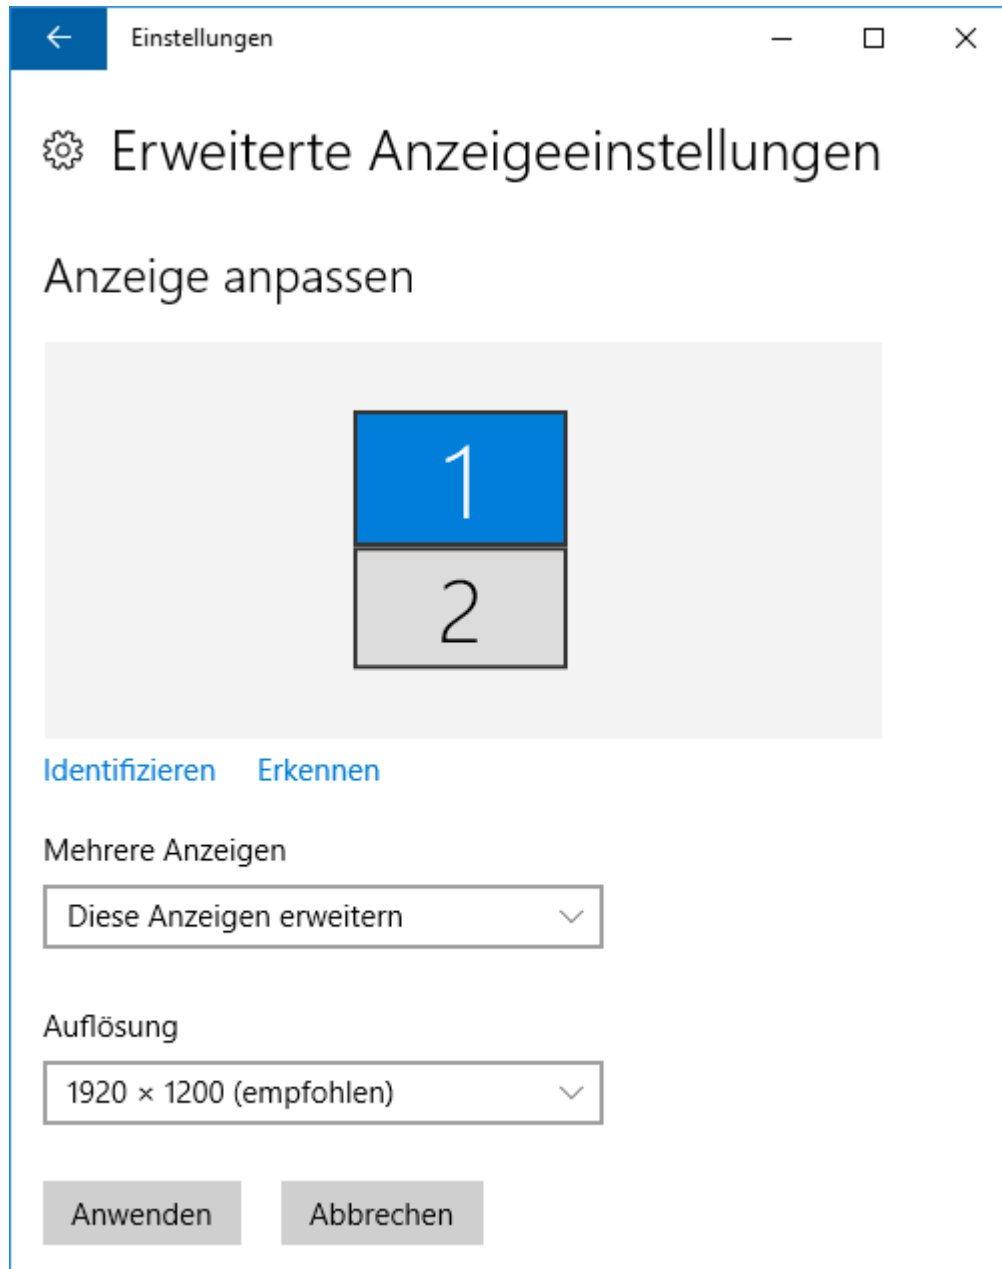 Einstellungen
Erweiterte Anzeigeeinstellungen
Anzeige anpassen
1
2
Identifizieren Erkennen
Mehrere Anzeigen
Diese Anzeigen erweitern
Auflösung
1920 × 1200 (empfohlen)
Anwenden Abbrechen